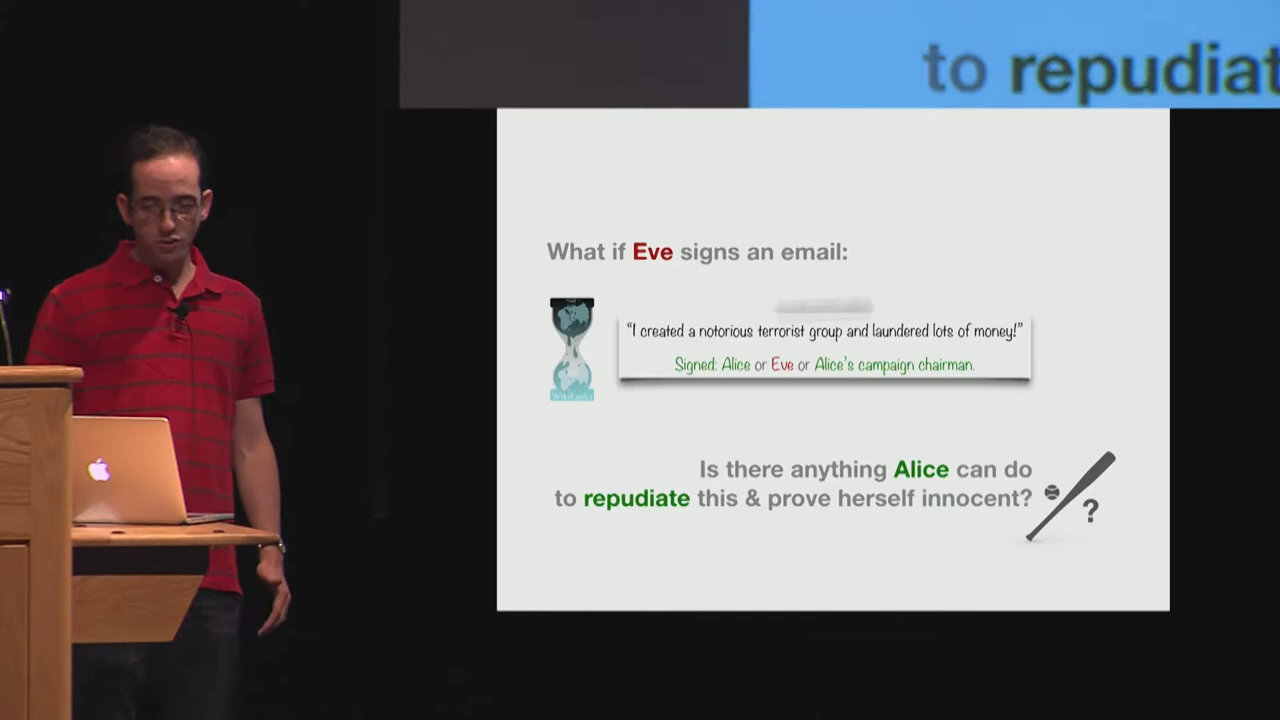 to repudiat
What if Eve signs an email:
“I created a notorious terrorist group and laundered lots of money!”
Signed: Alice or Eve or Alice's campaign chairman.
WikiLeaks
Is there anything Alice can do
to repudiate this & prove herself innocent?
?